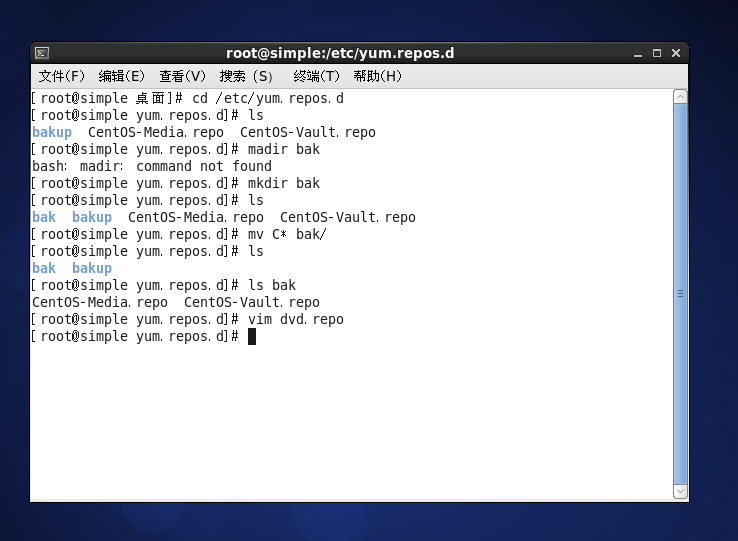 root@simple:/etc/yum.repos.d
文件(F) 编辑(E) 查看(V) 搜索 (S) 终端(T) 帮助(H)
[root@simple 桌面]# cd /etc/yum.repos.d
[root@simple yum.repos.d]# ls
bakup  CentOS-Media.repo  CentOS-Vault.repo
[root@simple yum.repos.d]# madir bak
bash: madir: command not found
[root@simple yum.repos.d]# mkdir bak
[root@simple yum.repos.d]# ls
bak  bakup  CentOS-Media.repo  CentOS-Vault.repo
[root@simple yum.repos.d]# mv C* bak/
[root@simple yum.repos.d]# ls
bak  bakup
[root@simple yum.repos.d]# ls bak
CentOS-Media.repo  CentOS-Vault.repo
[root@simple yum.repos.d]# vim dvd.repo
[root@simple yum.repos.d]#